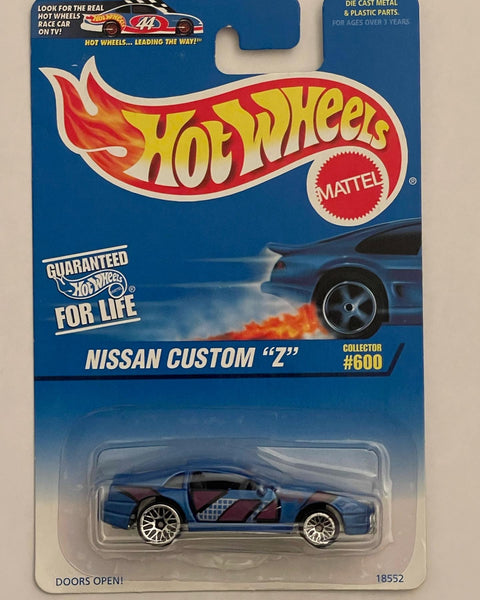 LOOK FOR THE REAL
HOT WHEELS
RACE CAR
ON TV!
44
HOT WHEELS... LEADING THE WAY!™
DIE CAST METAL
& PLASTIC PARTS.
FOR AGES OVER 3 YEARS
HOT WHEELS
MATTEL
®
GUARANTEED
HOT WHEELS
®
FOR LIFE
NISSAN CUSTOM “Z”
COLLECTOR
#600
DOORS OPEN!
18552